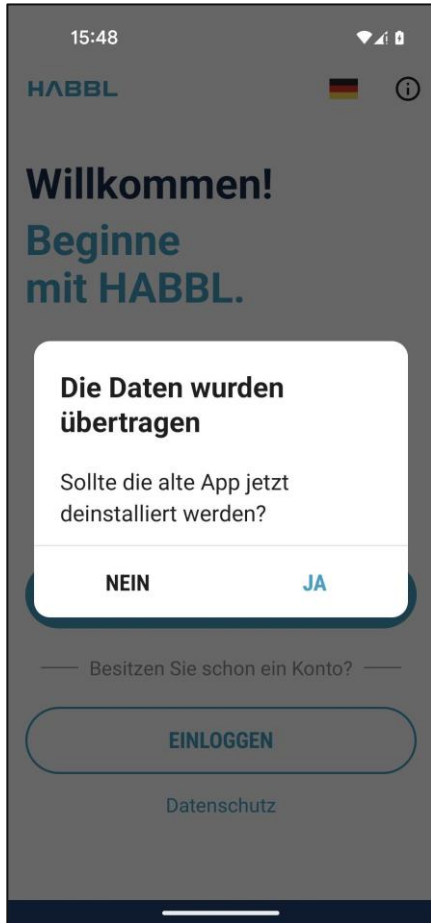 15:48
HABBL
Willkommen!
Beginne
mit HABBL.
Die Daten wurden
übertragen
Sollte die alte App jetzt
deinstalliert werden?
NEIN JA
Besitzen Sie schon ein Konto?
EINLOGGEN
Datenschutz